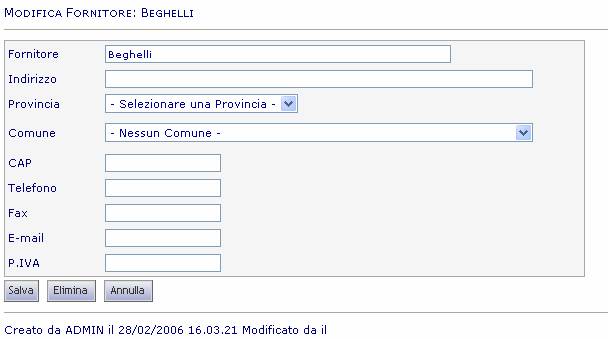 Modifica Fornitore: Beghelli
Fornitore Beghelli
Indirizzo
Provincia - Selezionare una Provincia -
Comune - Nessun Comune -
CAP
Telefono
Fax
E-mail
P.IVA
Salva Elimina Annulla
Creato da ADMIN il 28/02/2006 16.03.21 Modificato da il